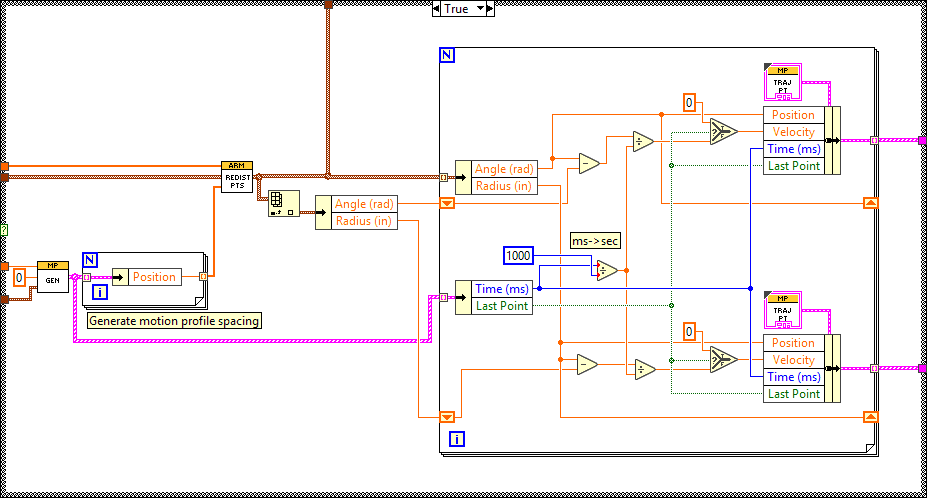 True
N
MP
TRAJ
PT
0
Position
Velocity
Time (ms)
Last Point
ARM
REDIST
PTS
Angle (rad)
Radius (in)
Angle (rad)
Radius (in)
ms->sec
1000
?
N
MP
GEN
0
Position
i
Time (ms)
Last Point
Generate motion profile spacing
MP
TRAJ
PT
0
Position
Velocity
Time (ms)
Last Point
i